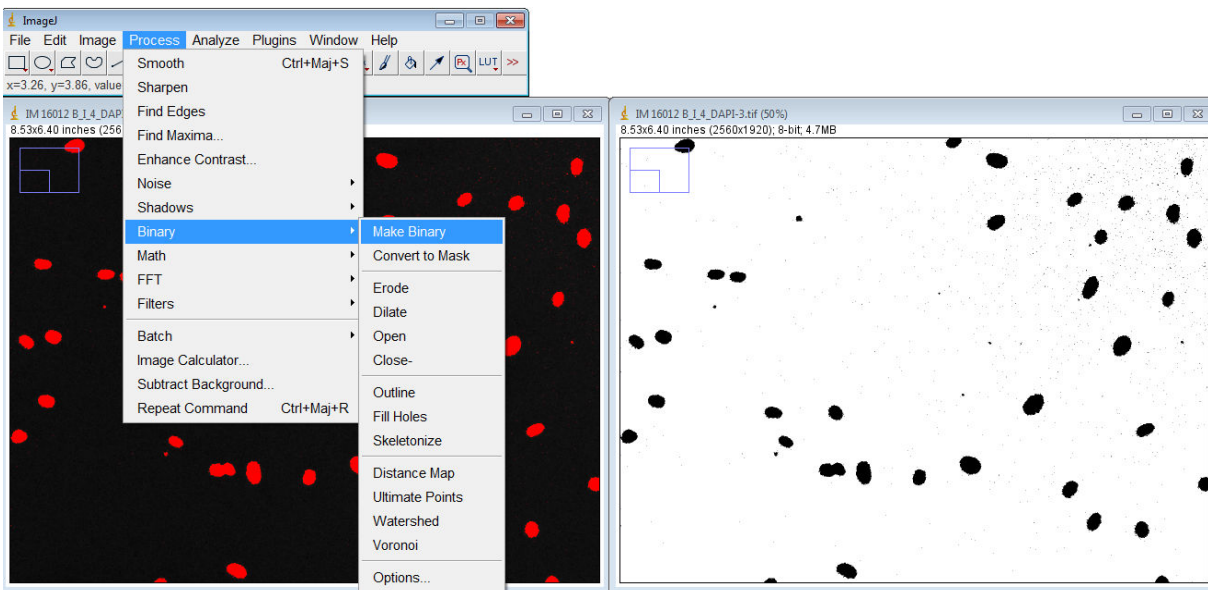 ImageJ
File Edit Image Process Analyze Plugins Window Help
LUT >>
x=3.26, y=3.86, value
Smooth Ctrl+Maj+S
Sharpen
Find Edges
Find Maxima...
Enhance Contrast...
Noise
Shadows
Binary
Math
FFT
Filters
Batch
Image Calculator...
Subtract Background...
Repeat Command Ctrl+Maj+R
Make Binary
Convert to Mask
Erode
Dilate
Open
Close-
Outline
Fill Holes
Skeletonize
Distance Map
Ultimate Points
Watershed
Voronoi
Options...
IM 16012 B_I_4_DAP
8.53x6.40 inches (256
IM 16012 B_I_4_DAPI-3.tif (50%)
8.53x6.40 inches (2560x1920); 8-bit; 4.7MB